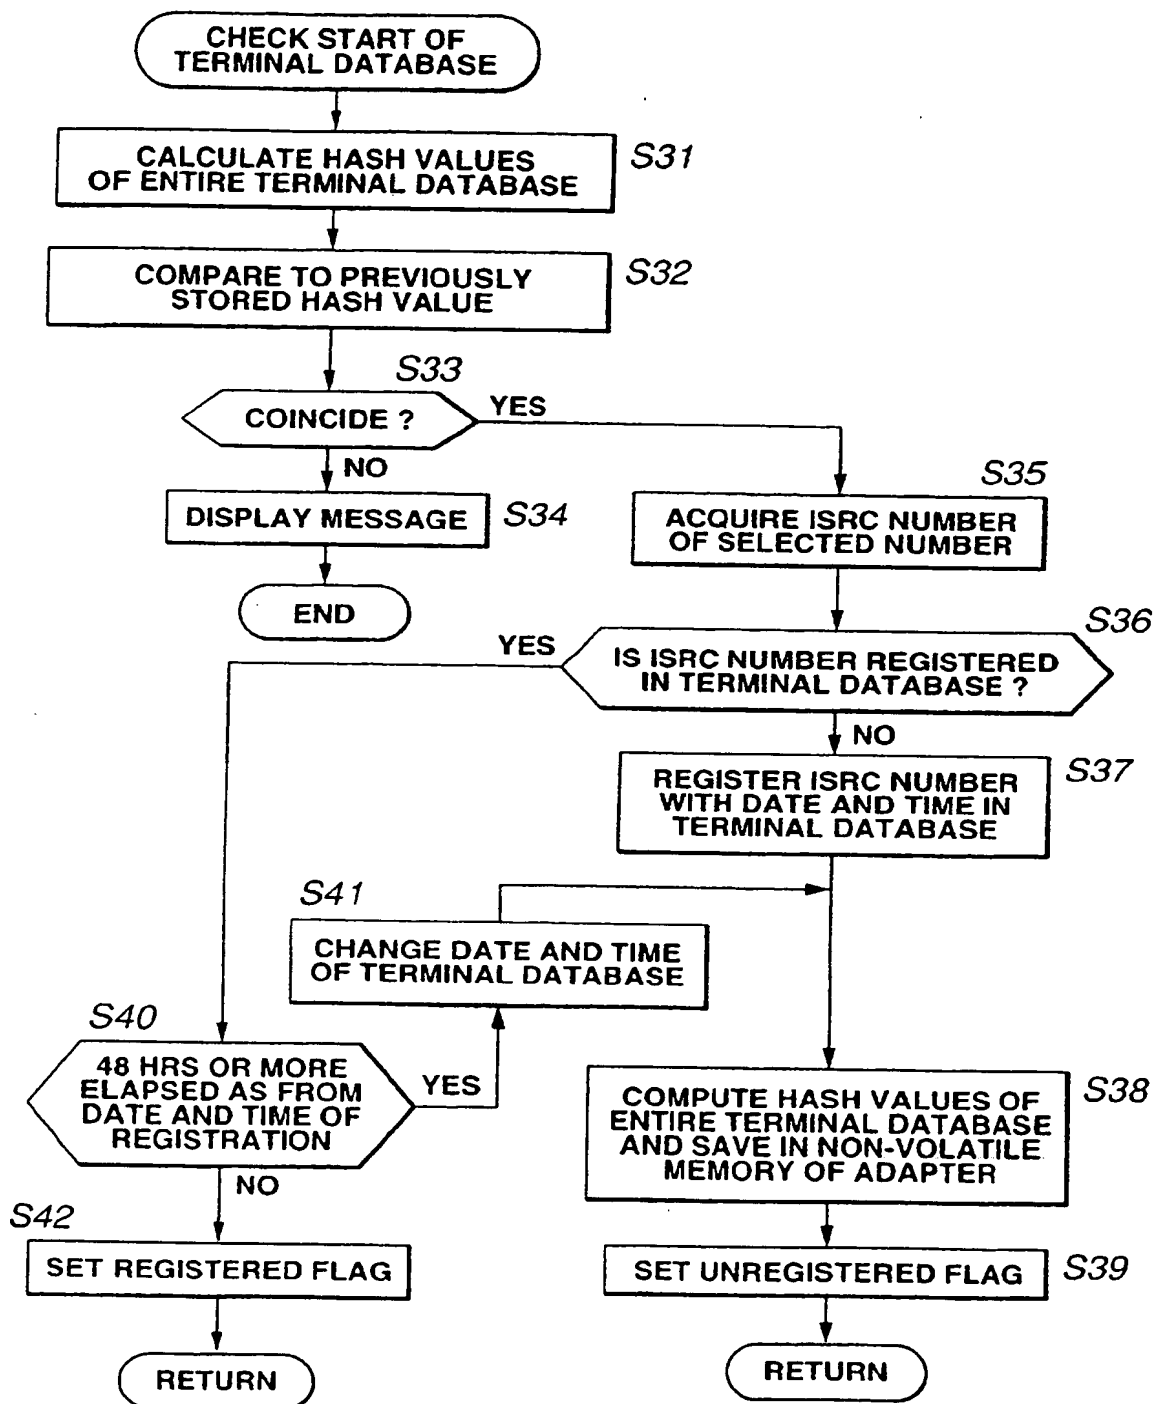 CHECK START OF
TERMINAL DATABASE
CALCULATE HASH VALUES
OF ENTIRE TERMINAL DATABASE
S31
COMPARE TO PREVIOUSLY
STORED HASH VALUE
S32
S33
COINCIDE ?
YES
NO
DISPLAY MESSAGE
S34
END
S35
ACQUIRE ISRC NUMBER
OF SELECTED NUMBER
S36
YES
IS ISRC NUMBER REGISTERED
IN TERMINAL DATABASE ?
NO
REGISTER ISRC NUMBER
WITH DATE AND TIME IN
TERMINAL DATABASE
S37
S41
CHANGE DATE AND TIME
OF TERMINAL DATABASE
S40
48 HRS OR MORE
ELAPSED AS FROM
DATE AND TIME OF
REGISTRATION
YES
NO
COMPUTE HASH VALUES OF
ENTIRE TERMINAL DATABASE
AND SAVE IN NON-VOLATILE
MEMORY OF ADAPTER
S38
S42
SET REGISTERED FLAG
SET UNREGISTERED FLAG
S39
RETURN
RETURN